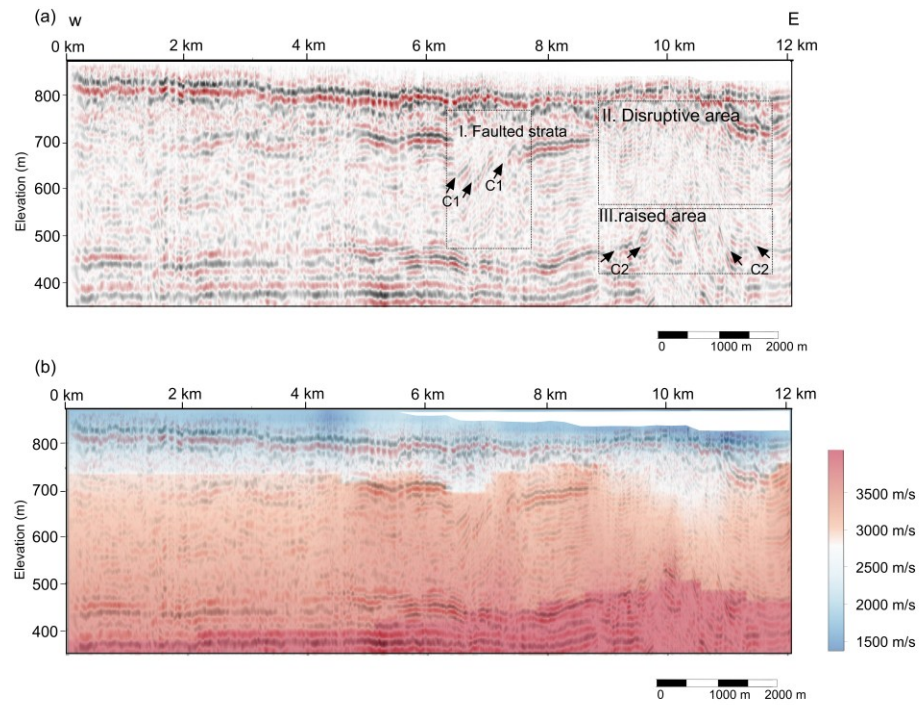 (a)
W
E
0 km 2 km 4 km 6 km 8 km 10 km 12 km
800
700
600
500
400
Elevation (m)
I. Faulted strata
C1
C1
II. Disruptive area
III.raised area
C2
C2
0 1000 m 2000 m
(b)
0 km 2 km 4 km 6 km 8 km 10 km 12 km
800
700
600
500
400
Elevation (m)
3500 m/s
3000 m/s
2500 m/s
2000 m/s
1500 m/s
0 1000 m 2000 m